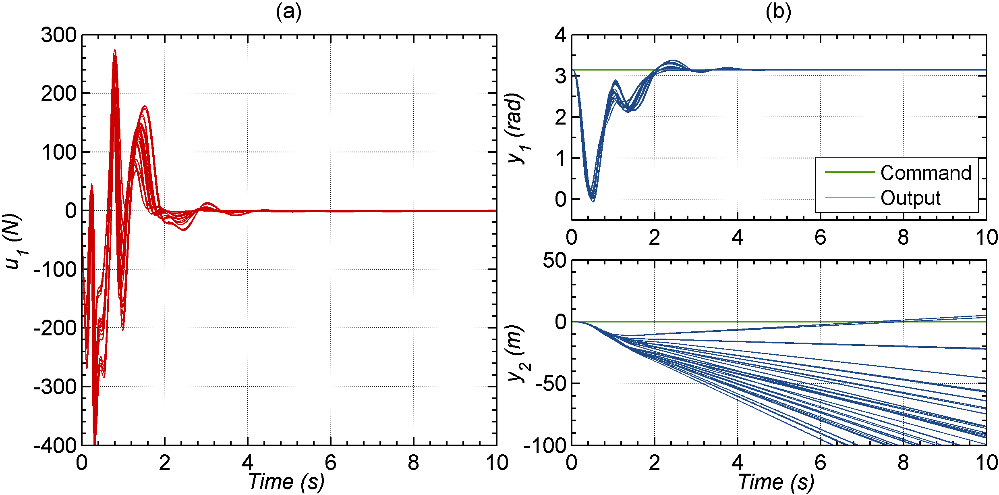 (a)
300
200
100
0
-100
-200
-300
-400
u1 (N)
0 2 4 6 8 10
Time (s)
(b)
4
3
2
1
0
y1 (rad)
Command
Output
0 2 4 6 8 10
50
0
-50
-100
y2 (m)
0 2 4 6 8 10
Time (s)